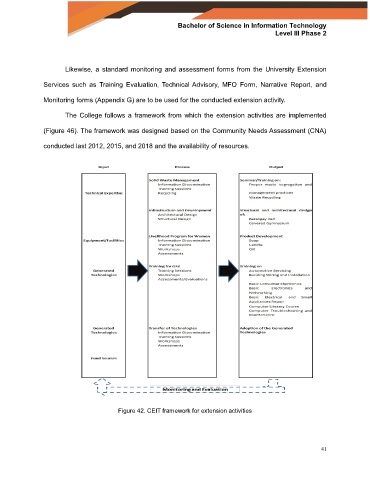 Bachelor of Science in Information Technology
Level III Phase 2
Likewise, a standard monitoring and assessment forms from the University Extension
Services such as Training Evaluation, Technical Advisory, MFO Form, Narrative Report, and
Monitoring forms (Appendix G) are to be used for the conducted extension activity.
The College follows a framework from which the extension activities are implemented
(Figure 46). The framework was designed based on the Community Needs Assessment (CNA)
conducted last 2012, 2015, and 2018 and the availability of resources.
Input
Technical Expertise
Equipment/Facilities
Generated
Technologies
Generated
Technologies
Fund Source
Process
Solid Waste Management
Information Dissemination
Training Sessions
Recycling
Infrastructure and Development
Architectural Design
Structural Design
Livelihood Program for Women
Information Dissemination
Training Sessions
Workshops
Assessments
Training for OSY
Training Sessions
Workshops
Assessments/Evaluations
Transfer of Technologies
Information Dissemination
Training Sessions
Workshops
Assessments
Output
Seminar/Trainings on:
Proper waste segregation and
management practices
Waste Recycling
Structural and architectural design
of:
Barangay Hall
Covered Gymnasium
Product Development
Soap
Candle
Oil
Training on
Automotive Servicing
Building Wiring and Installation
Basic Consumer Electronics
Basic Electronics and
Networking
Basic Electrical and Small
Appliances Repair
Computer Literacy Course
Computer Troubleshooting and
Maintenance
Adoption of the Generated
Technologies
Monitoring and Evaluation
Figure 42. CEIT framework for extension activities
41